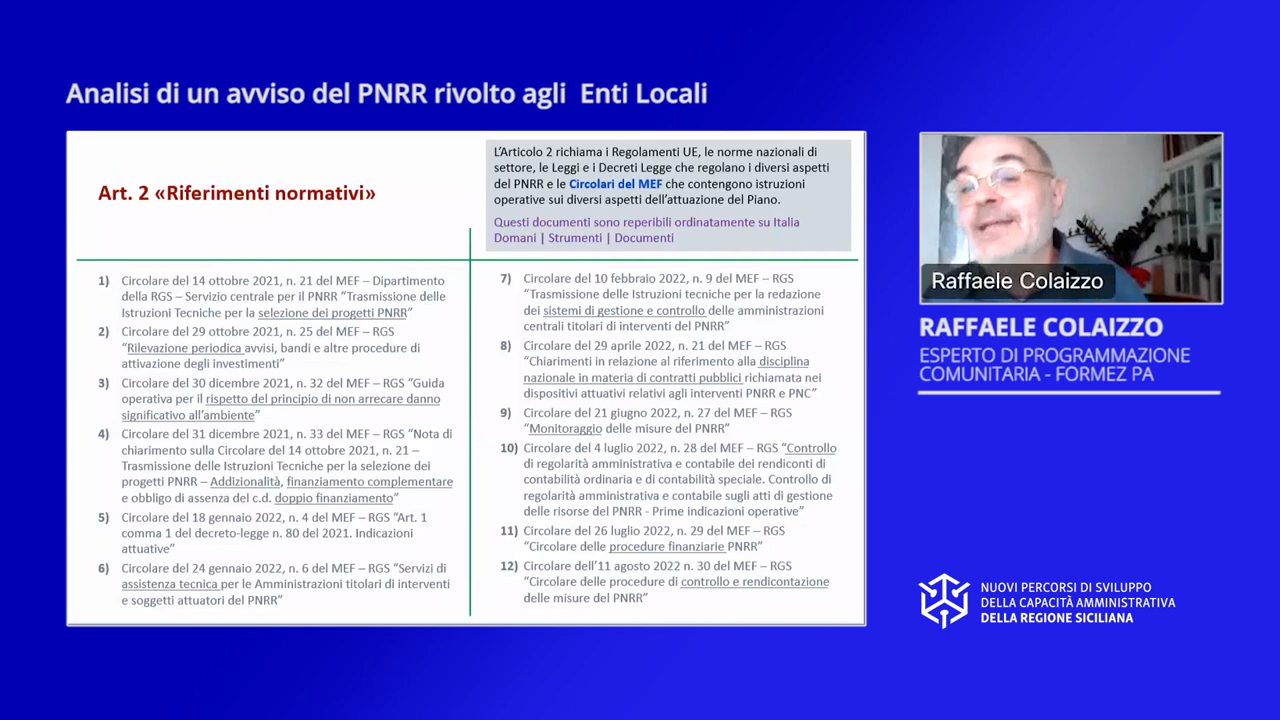 Analisi di un avviso del PNRR rivolto agli Enti Locali
Art. 2 «Riferimenti normativi»
L'Articolo 2 richiama i Regolamenti UE, le norme nazionali di
settore, le Leggi e i Decreti Legge che regolano i diversi aspetti
del PNRR e le Circolari del MEF che contengono istruzioni
operative sui diversi aspetti dell'attuazione del Piano.
Questi documenti sono reperibili ordinatamente su Italia
Domani | Strumenti | Documenti
1) Circolare del 14 ottobre 2021, n. 21 del MEF – Dipartimento
della RGS – Servizio centrale per il PNRR "Trasmissione delle
Istruzioni Tecniche per la selezione dei progetti PNRR"
2) Circolare del 29 ottobre 2021, n. 25 del MEF – RGS
"Rilevazione periodica avvisi, bandi e altre procedure di
attivazione degli investimenti"
3) Circolare del 30 dicembre 2021, n. 32 del MEF – RGS "Guida
operativa per il rispetto del principio di non arrecare danno
significativo all'ambiente"
4) Circolare del 31 dicembre 2021, n. 33 del MEF – RGS "Nota di
chiarimento sulla Circolare del 14 ottobre 2021, n. 21 –
Trasmissione delle Istruzioni Tecniche per la selezione dei
progetti PNRR – Addizionalità, finanziamento complementare
e obbligo di assenza del c.d. doppio finanziamento"
5) Circolare del 18 gennaio 2022, n. 4 del MEF – RGS "Art. 1
comma 1 del decreto-legge n. 80 del 2021. Indicazioni
attuative"
6) Circolare del 24 gennaio 2022, n. 6 del MEF – RGS "Servizi di
assistenza tecnica per le Amministrazioni titolari di interventi
e soggetti attuatori del PNRR"
7) Circolare del 10 febbraio 2022, n. 9 del MEF – RGS
"Trasmissione delle Istruzioni tecniche per la redazione
dei sistemi di gestione e controllo delle amministrazioni
centrali titolari di interventi del PNRR"
8) Circolare del 29 aprile 2022, n. 21 del MEF – RGS
"Chiarimenti in relazione al riferimento alla disciplina
nazionale in materia di contratti pubblici richiamata nei
dispositivi attuativi relativi agli interventi PNRR e PNC"
9) Circolare del 21 giugno 2022, n. 27 del MEF – RGS
"Monitoraggio delle misure del PNRR"
10) Circolare del 4 luglio 2022, n. 28 del MEF – RGS "Controllo
di regolarità amministrativa e contabile dei rendiconti di
contabilità ordinaria e di contabilità speciale. Controllo di
regolarità amministrativa e contabile sugli atti di gestione
delle risorse del PNRR - Prime indicazioni operative"
11) Circolare del 26 luglio 2022, n. 29 del MEF – RGS
"Circolare delle procedure finanziarie PNRR"
12) Circolare dell'11 agosto 2022 n. 30 del MEF – RGS
"Circolare delle procedure di controllo e rendicontazione
delle misure del PNRR"
Raffaele Colaizzo
RAFFAELE COLAIZZO
ESPERTO DI PROGRAMMAZIONE
COMUNITARIA - FORMEZ PA
NUOVI PERCORSI DI SVILUPPO
DELLA CAPACITÀ AMMINISTRATIVA
DELLA REGIONE SICILIANA